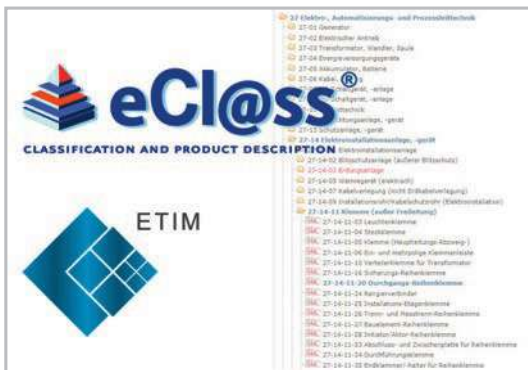 eCl@ss®
CLASSIFICATION AND PRODUCT DESCRIPTION
ETIM
27 Elektro-, Automatisierungs- und Prozessleittechnik
27-01 Generator
27-02 Elektrischer Antrieb
27-03 Transformator, Wandler, Spule
27-04 Energieversorgungsgeräte
27-05 Akkumulator, Batterie
27-06 Kabel,
27-14 Elektroinstallationsanlage, -gerät
Elektroinstallationsanlage
27-14-02 Blitzschutzanlage (äußerer Blitzschutz)
27-14-03 Erdungsanlage
27-14-05 Wärmegerät (elektrisch)
27-14-07 Kabelverlegung (nicht Erdkabelverlegung)
27-14-09 Installationsrohr/Kabelschutzrohr (Elektroinstallation)
27-14-11 Klemme (außer Freileitung)
27-14-11-03 Leuchtenklemme
27-14-11-04 Steckklemme
27-14-11-05 Klemme (Hauptleitungs-Abzweig-)
27-14-11-06 Ein- und mehrpolige Klemmenleiste
27-14-11-10 Verteilerklemme für Transformator
27-14-11-16 Sicherungs-Reihenklemme
27-14-11-20 Durchgangs-Reihenklemme
27-14-11-24 Rangierverbinder
27-14-11-25 Installations-Etagenklemme
27-14-11-26 Trenn- und Messtrenn-Reihenklemme
27-14-11-27 Bauelement-Reihenklemme
27-14-11-28 Initiator/Aktor-Reihenklemme
27-14-11-33 Abschluss- und Zwischenplatte für Reihenklemme
27-14-11-34 Durchführungsklemme
27-14-11-35 Endklammer/-halter für Reihenklemme